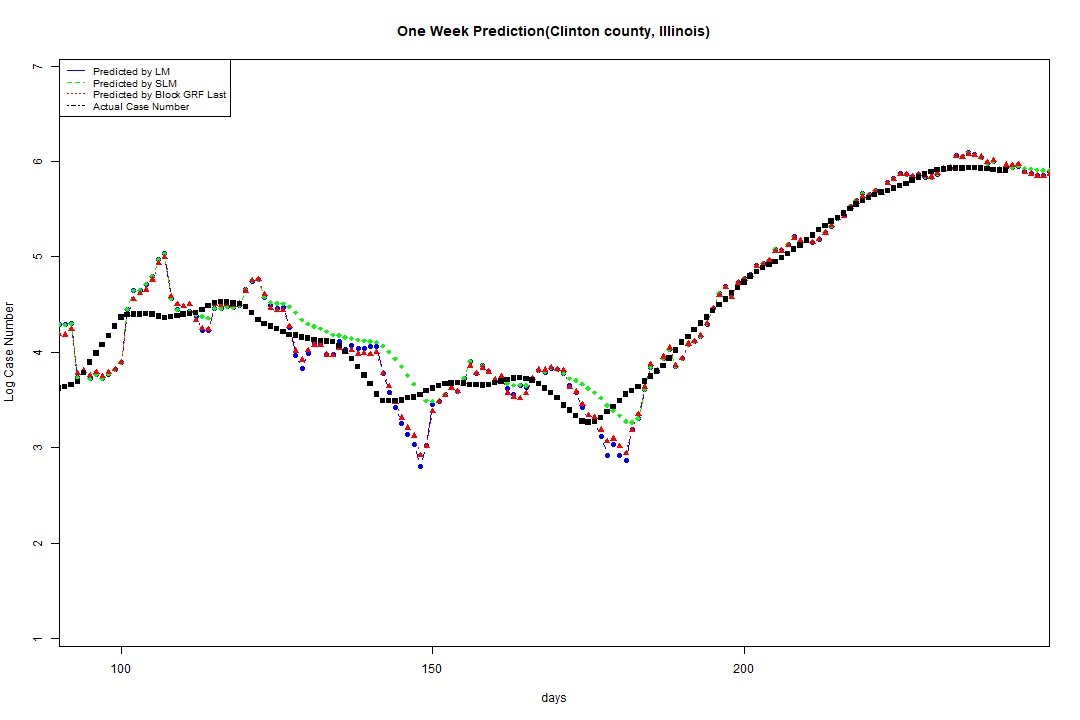 One Week Prediction(Clinton county, Illinois)
Predicted by LM
Predicted by SLM
Predicted by Block GRF Last
Actual Case Number
7
6
5
4
3
2
1
Log Case Number
100 150 200
days